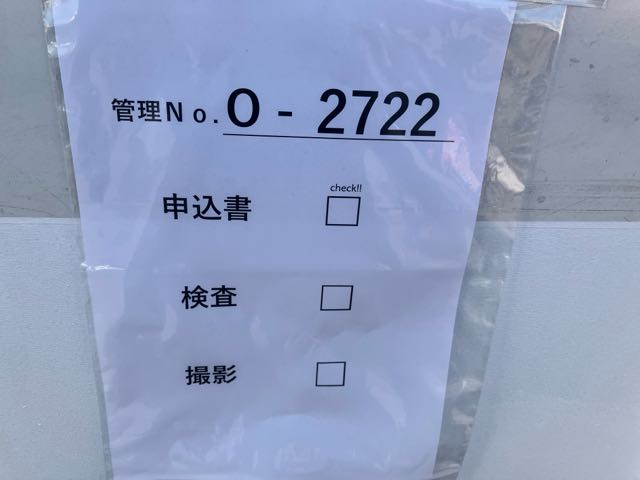 管理No. O - 2722
check!!
申込書 □
検査 □
撮影 □